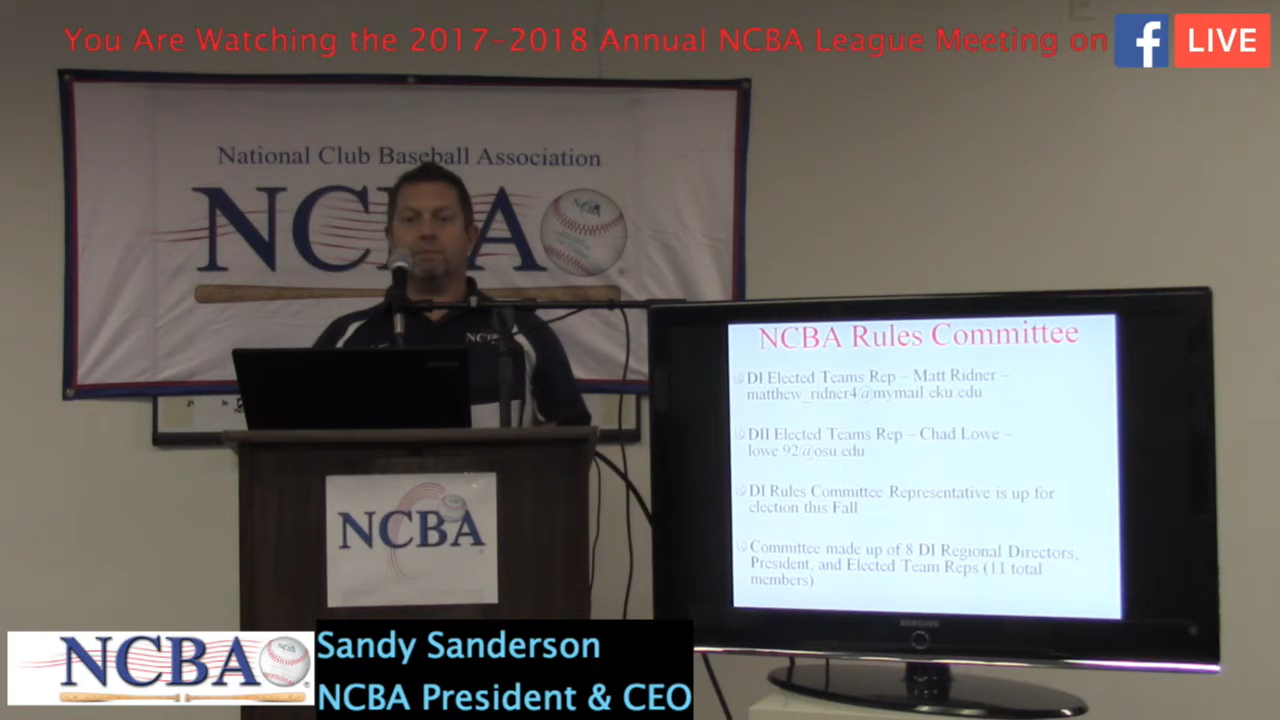 You Are Watching the 2017-2018 Annual NCBA League Meeting on f LIVE
National Club Baseball Association
NCBA
NCBA Rules Committee
DI Elected Teams Rep – Matt Ridner –
matthew_ridner4@mymail.eku.edu
DII Elected Teams Rep – Chad Lowe –
lowe.92@osu.edu
DI Rules Committee Representative is up for
election this Fall
Committee made up of 8 DI Regional Directors,
President, and Elected Team Reps (11 total
members)
SAMSUNG
NCBA
NCBA
Sandy Sanderson
NCBA President & CEO